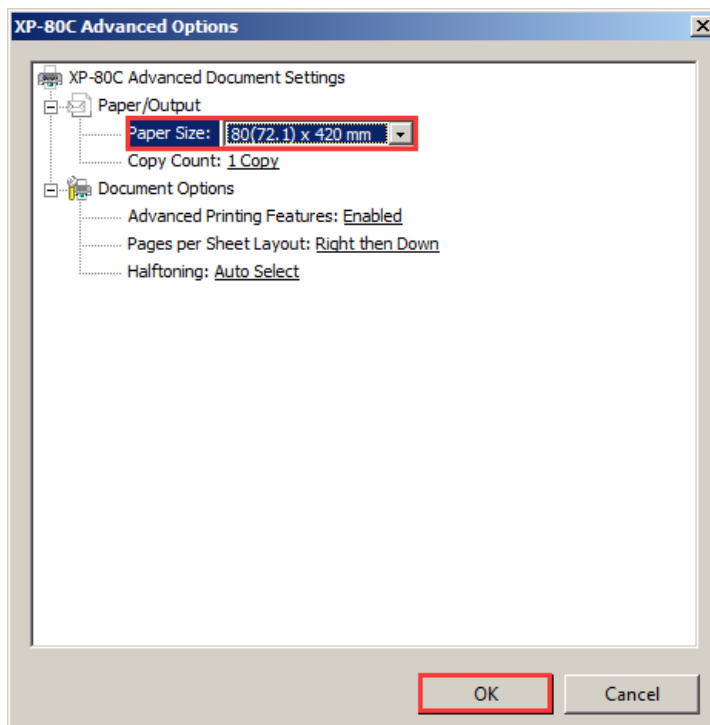 XP-80C Advanced Options
XP-80C Advanced Document Settings
Paper/Output
Paper Size: 80(72.1) x 420 mm
Copy Count: 1 Copy
Document Options
Advanced Printing Features: Enabled
Pages per Sheet Layout: Right then Down
Halftoning: Auto Select
OK Cancel